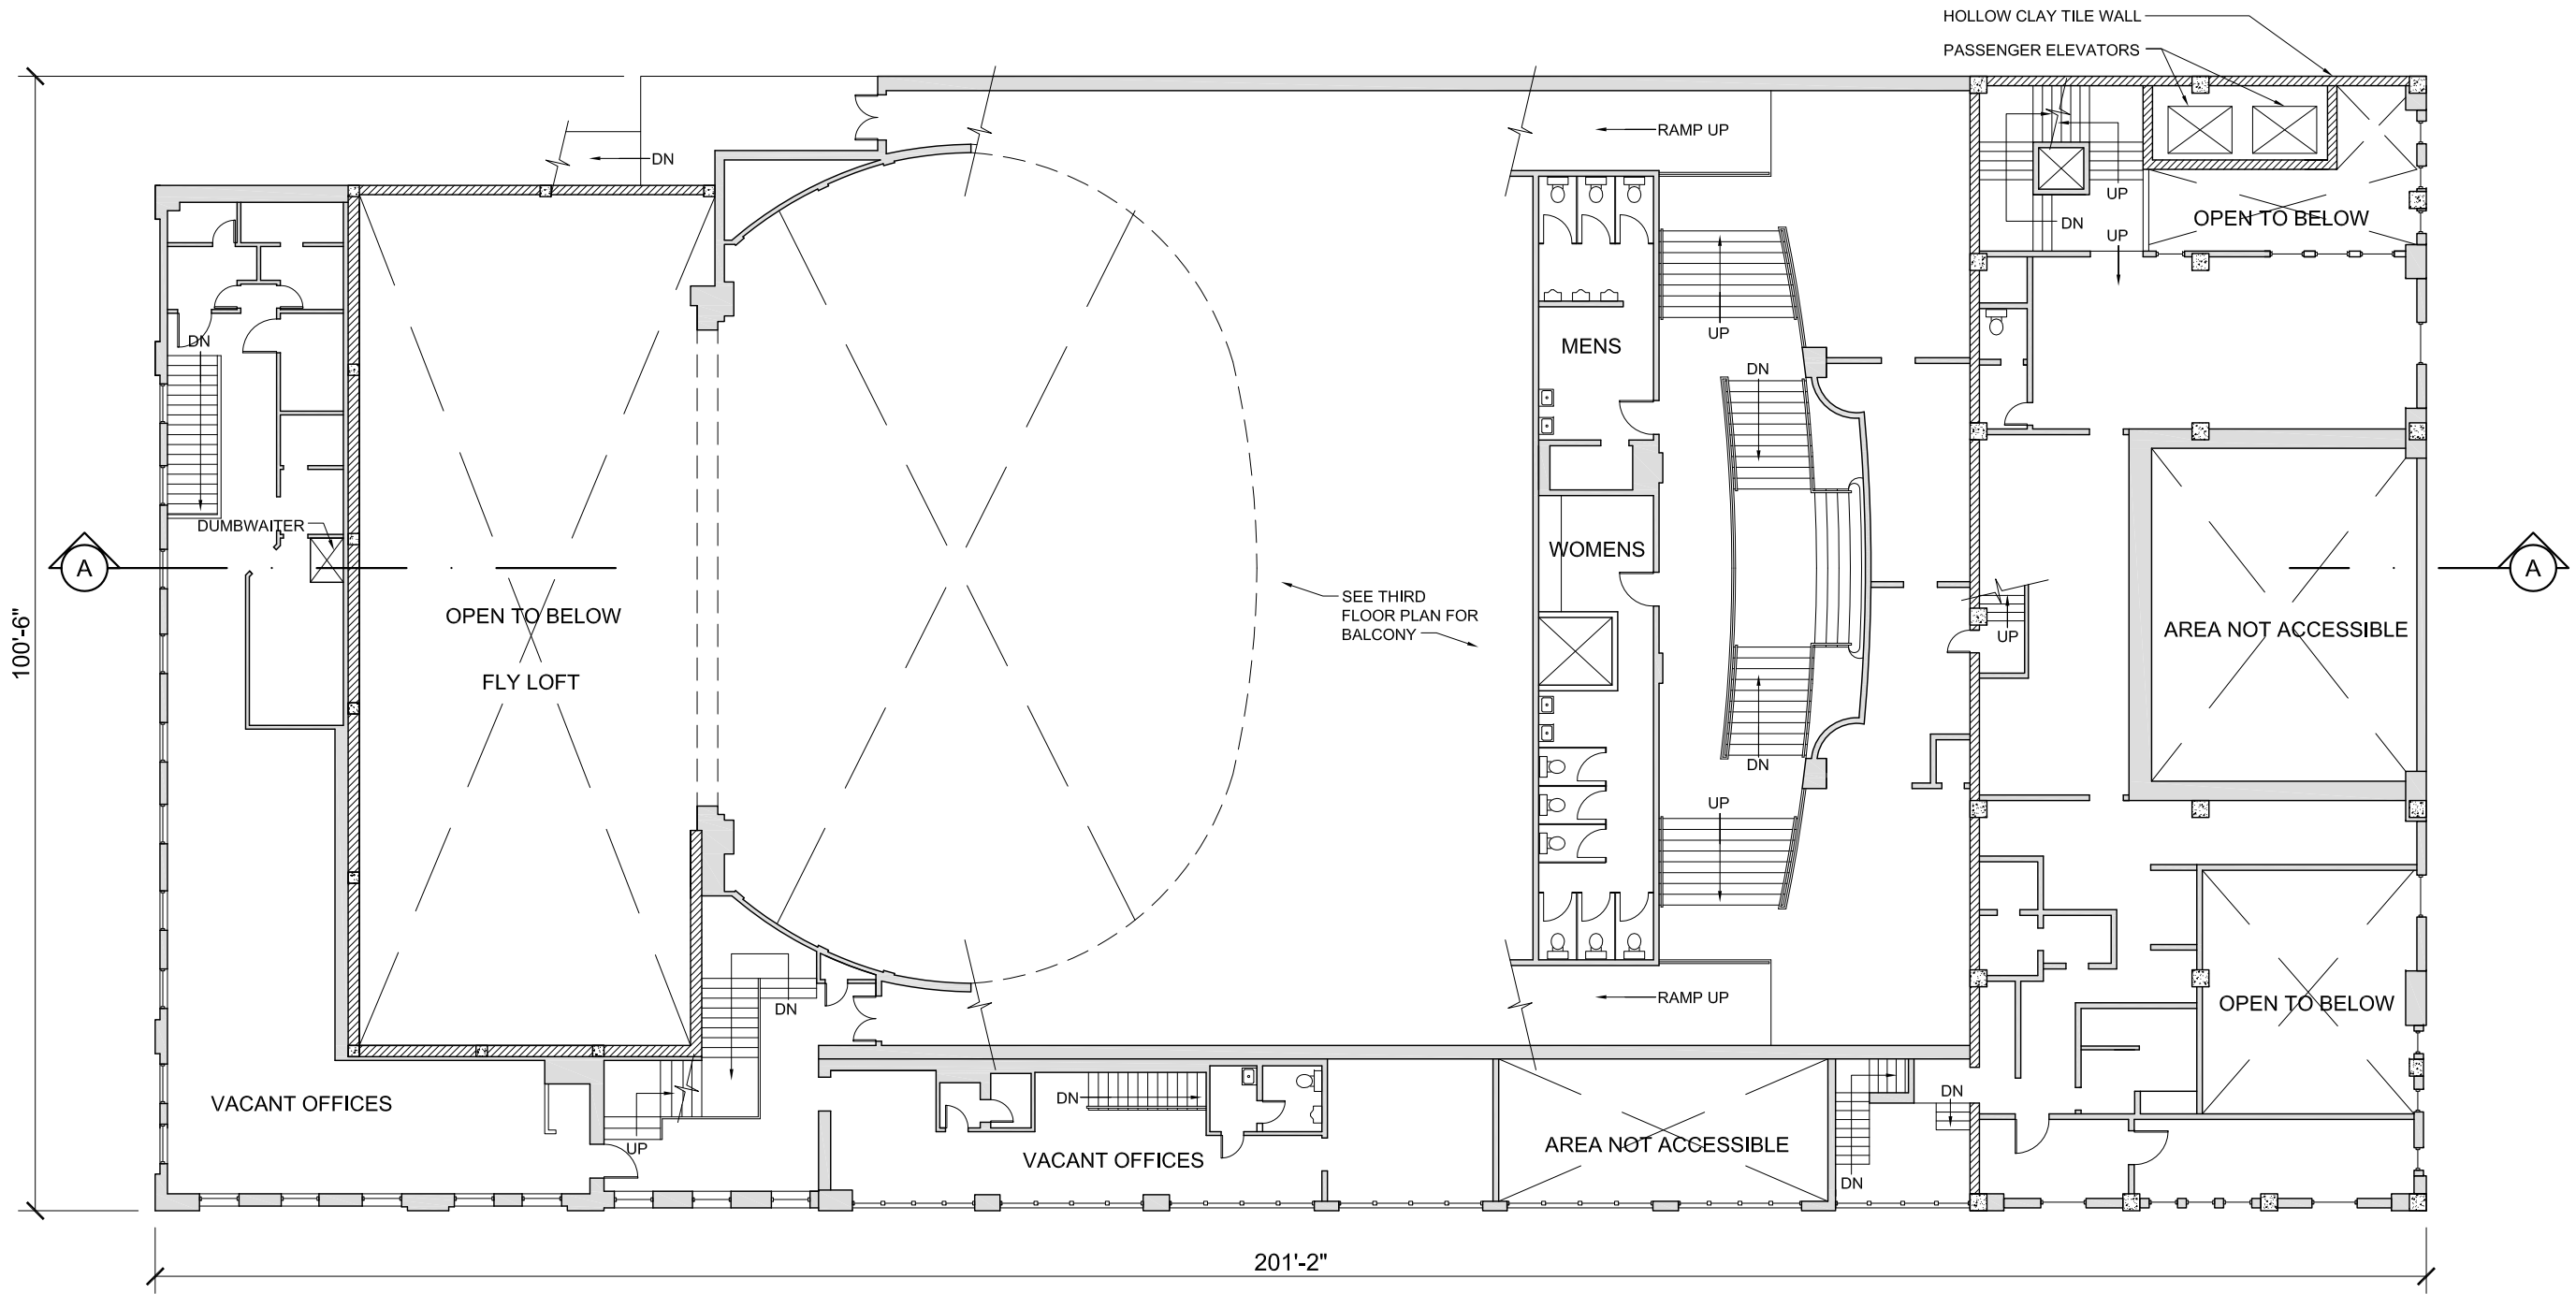 HOLLOW CLAY TILE WALL
PASSENGER ELEVATORS
RAMP UP
DN
UP
DN
UP
OPEN TO BELOW
DN
UP
MENS
DN
DUMBWAITER
WOMENS
A
A
100'-6"
OPEN TO BELOW
FLY LOFT
SEE THIRD
FLOOR PLAN FOR
BALCONY
UP
AREA NOT ACCESSIBLE
DN
UP
RAMP UP
DN
OPEN TO BELOW
VACANT OFFICES
DN
DN
UP
VACANT OFFICES
AREA NOT ACCESSIBLE
DN
201'-2"